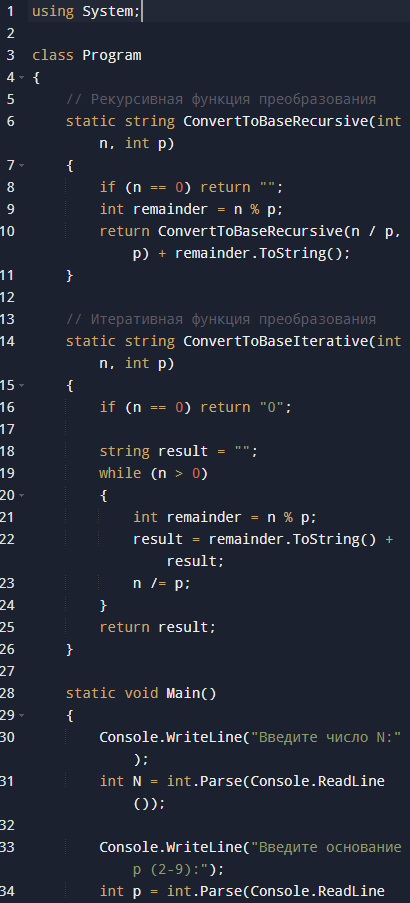 1 using System;
2
3 class Program
4 {
5 // Рекурсивная функция преобразования
6 static string ConvertToBaseRecursive(int
n, int p)
7 {
8 if (n == 0) return "";
9 int remainder = n % p;
10 return ConvertToBaseRecursive(n / p,
p) + remainder.ToString();
11 }
12
13 // Итеративная функция преобразования
14 static string ConvertToBaseIterative(int
n, int p)
15 {
16 if (n == 0) return "0";
17
18 string result = "";
19 while (n > 0)
20 {
21 int remainder = n % p;
22 result = remainder.ToString() +
result;
23 n /= p;
24 }
25 return result;
26 }
27
28 static void Main()
29 {
30 Console.WriteLine("Введите число N:"
);
31 int N = int.Parse(Console.ReadLine
());
32
33 Console.WriteLine("Введите основание
p (2-9):");
34 int p = int.Parse(Console.ReadLine